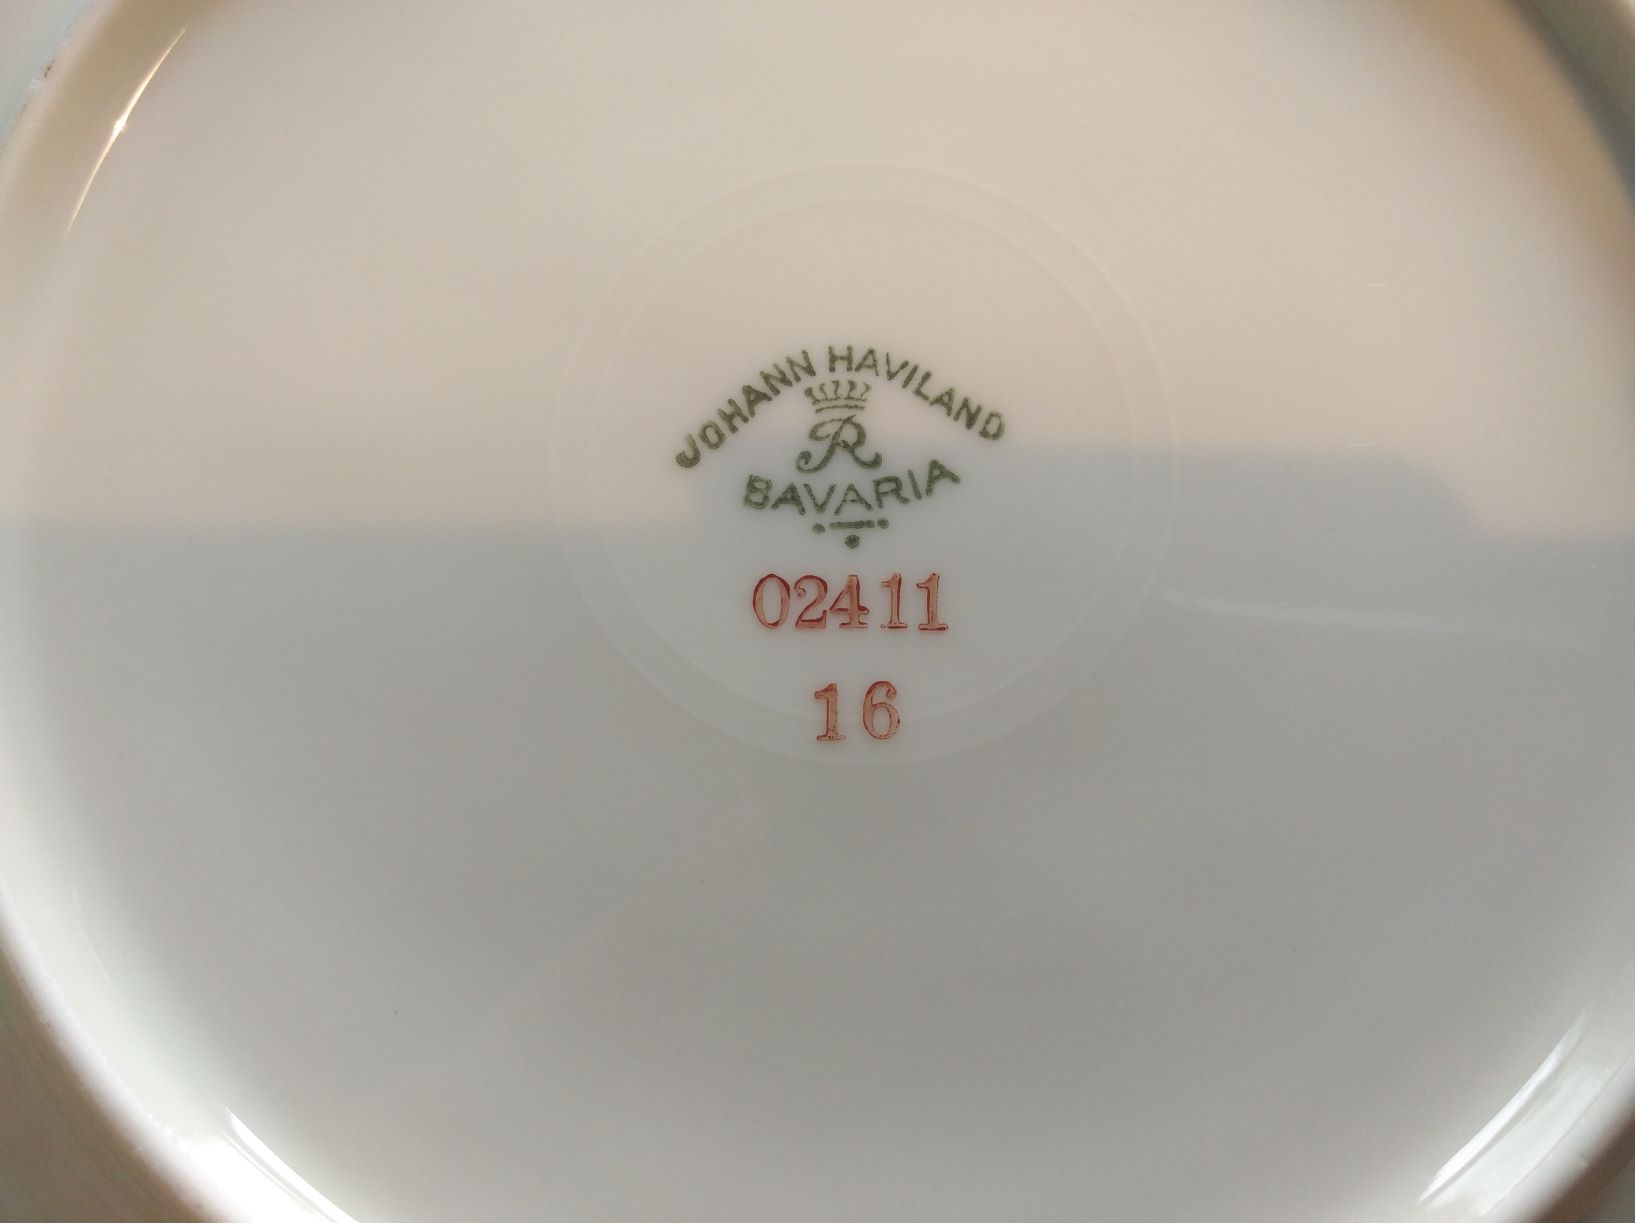 JOHANN HAVILAND
R
BAVARIA
02411
16